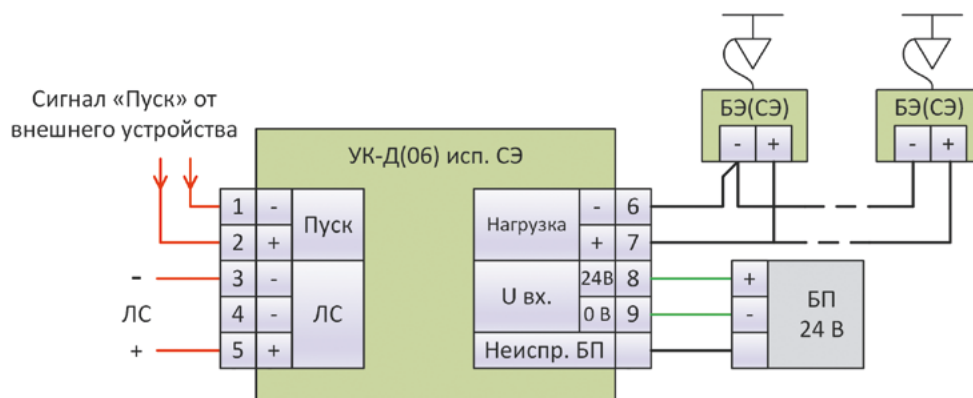 Сигнал «Пуск» от
внешнего устройства
УК-Д(06) исп. СЭ
БЭ(СЭ)
- +
БЭ(СЭ)
- +
1 - Пуск
2 +
3 - ЛС
4 -
5 +
-
ЛС
+
Нагрузка - 6
+ 7
U вх. 24В 8
0 В 9
Неиспр. БП
+
-
БП
24 В